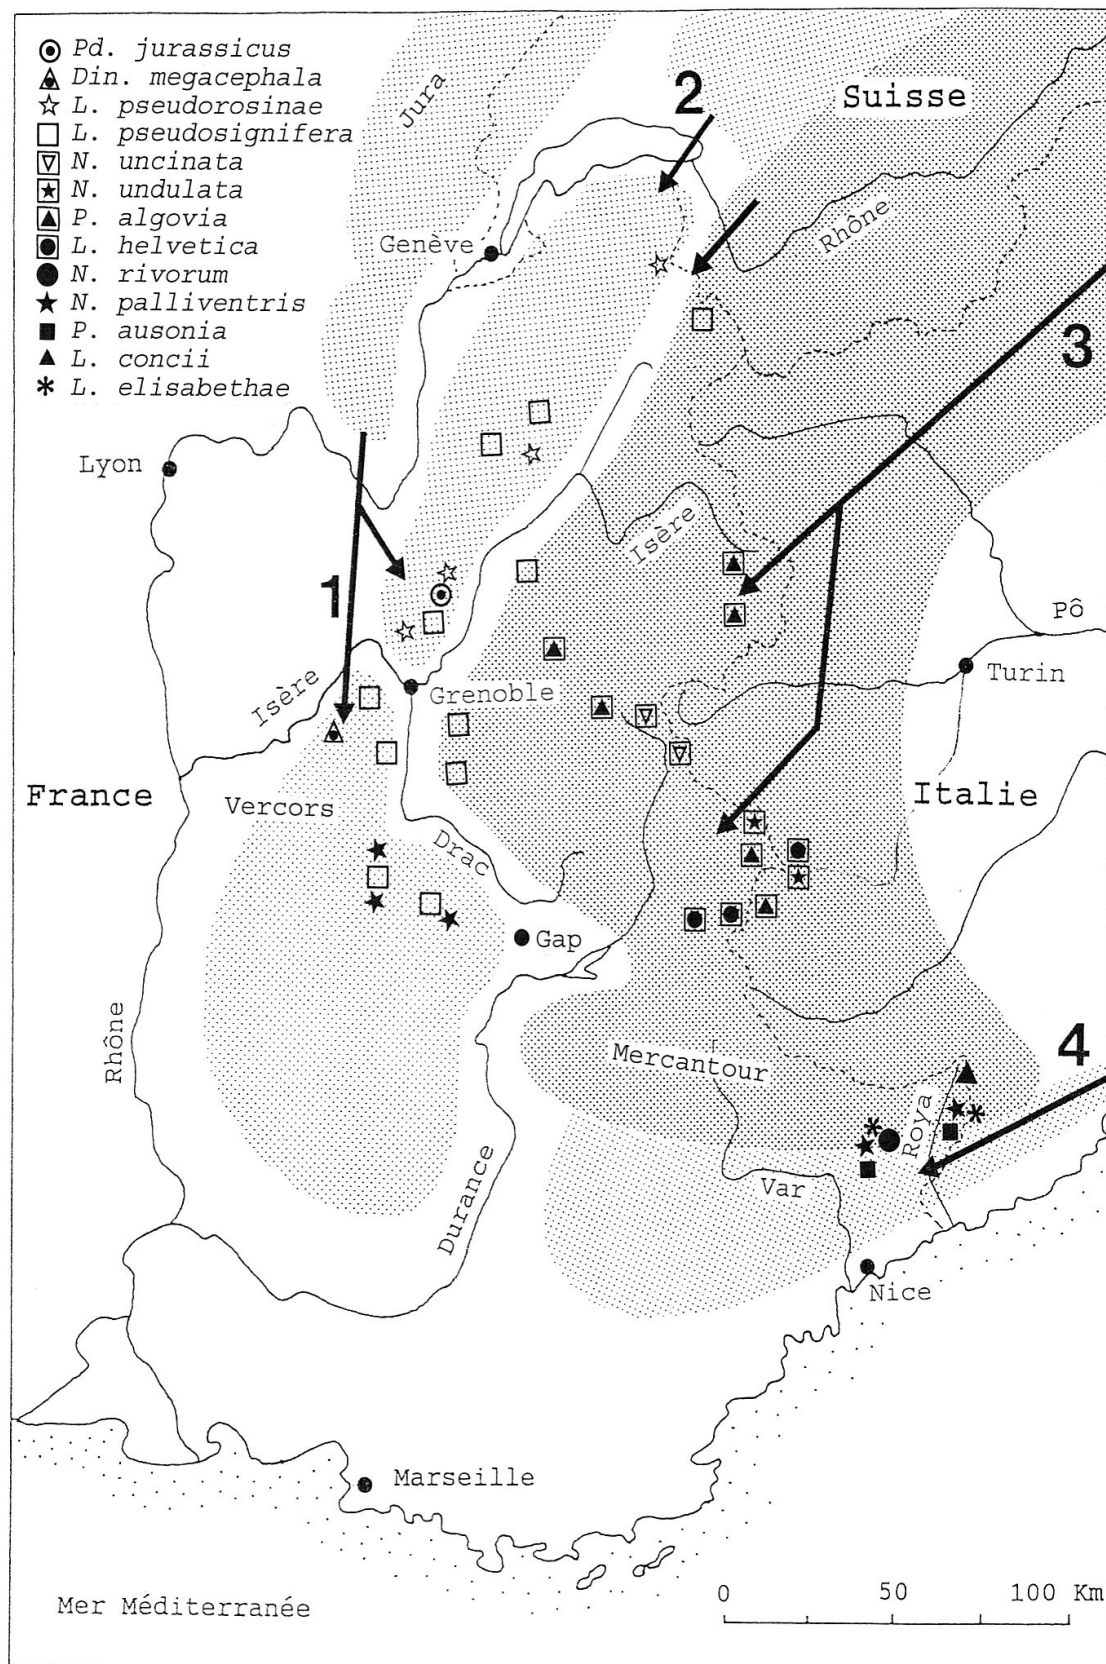 Pd. jurassicus
Din. megacephala
L. pseudorosinae
L. pseudosignifera
N. uncinata
N. undulata
P. algovia
L. helvetica
N. rivorum
N. palliventris
P. ausonia
L. concii
L. elisabethae
Jura
2
Suisse
Genève
Rhône
3
Lyon
Isère
1
Pô
Turin
Isère
Grenoble
France
Vercors
Italie
Drac
Gap
Rhône
Mercantour
4
Roya
Var
Durance
Nice
Marseille
0 50 100 Km
Mer Méditerranée